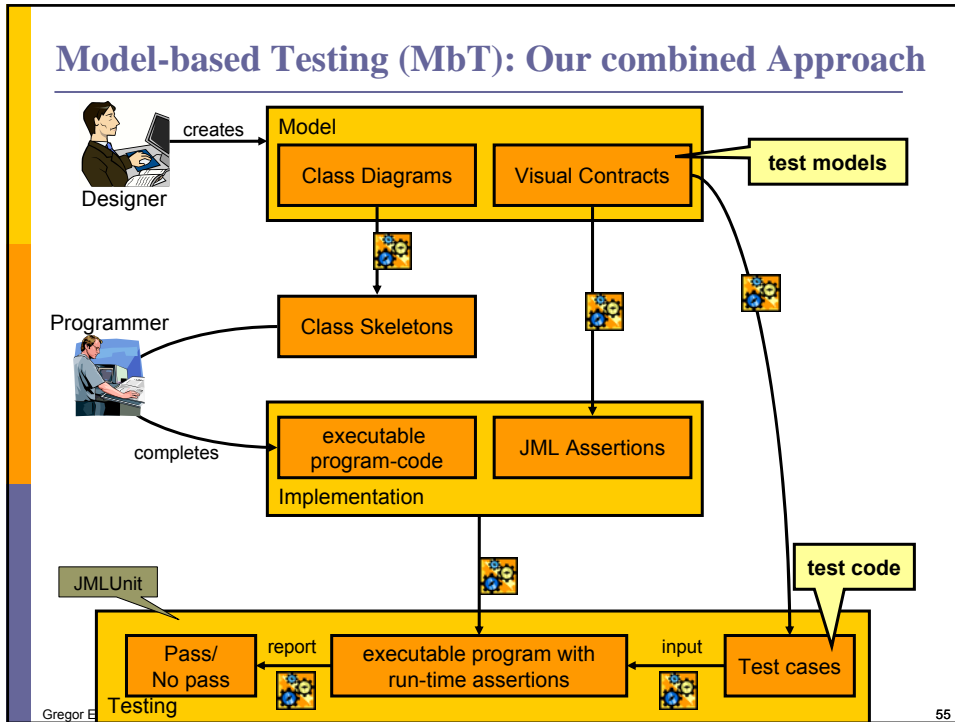 Model-based Testing (MbT): Our combined Approach
creates
Model
Class Diagrams
Visual Contracts
test models
Designer
Programmer
Class Skeletons
completes
executable
program-code
JML Assertions
Implementation
JMLUnit
test code
Pass/
No pass
report
executable program with
run-time assertions
input
Test cases
Testing
Gregor E
55